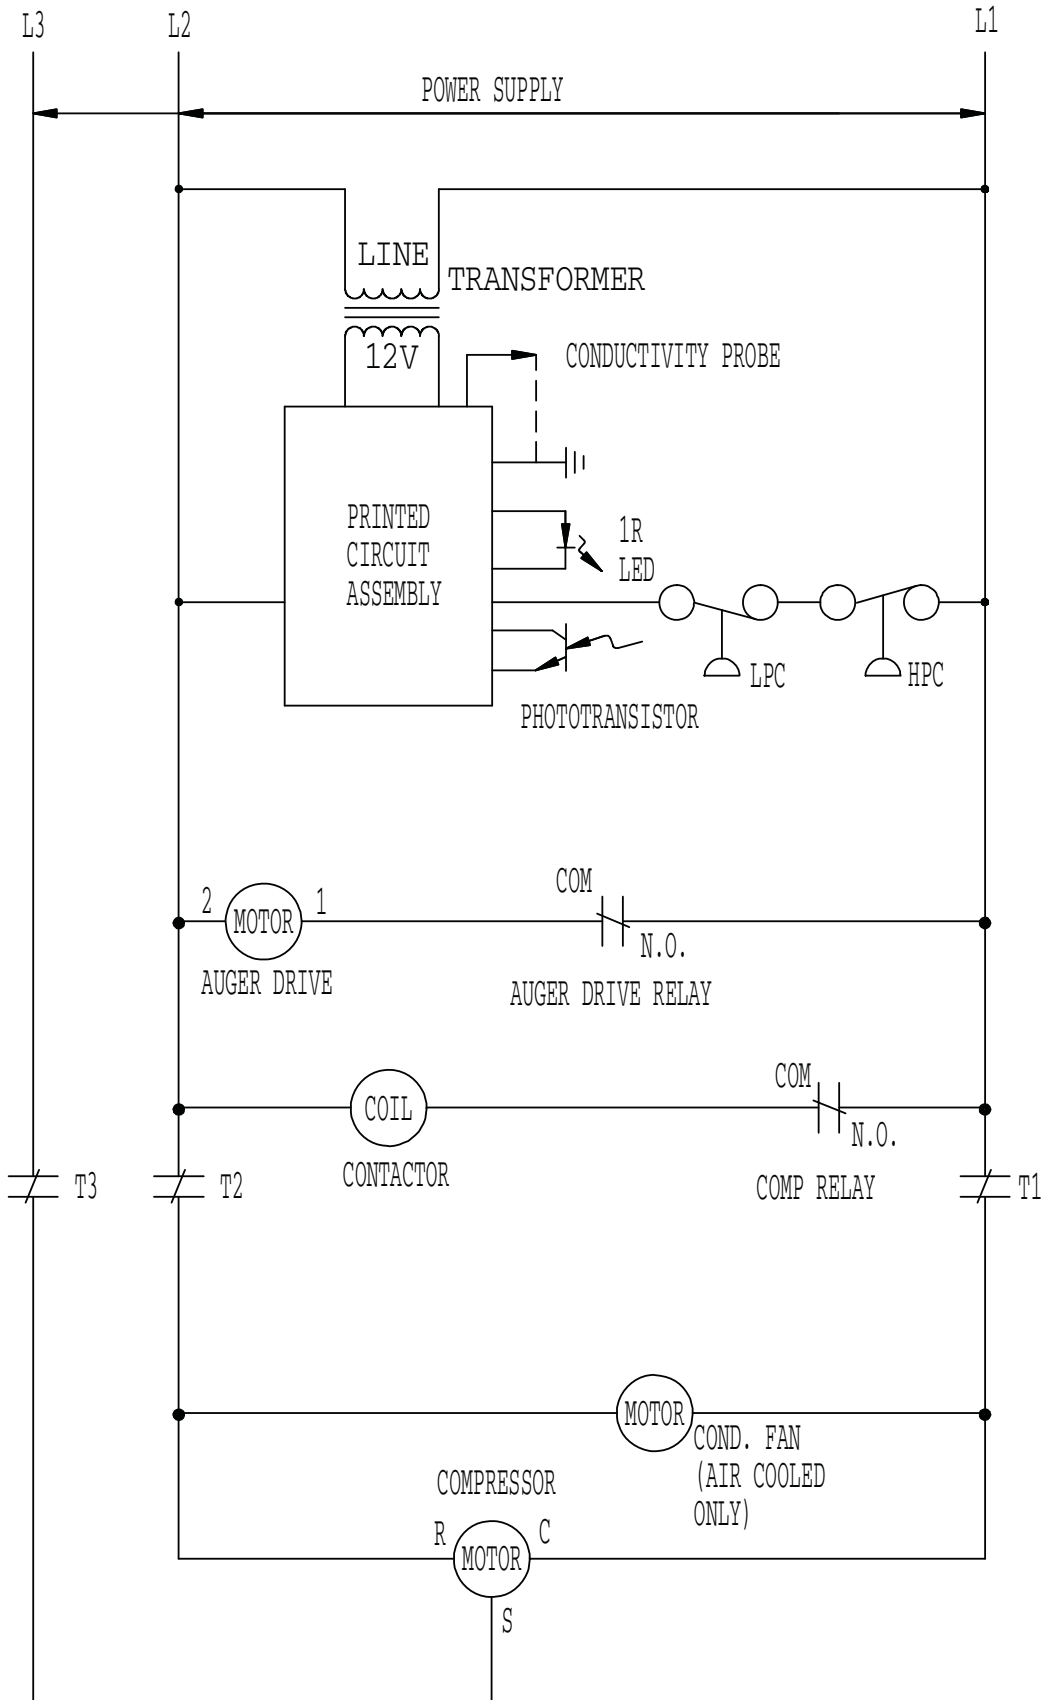 L3
L2
L1
POWER SUPPLY
LINE
TRANSFORMER
12V
CONDUCTIVITY PROBE
PRINTED
CIRCUIT
ASSEMBLY
1R
LED
LPC
HPC
PHOTOTRANSISTOR
2
MOTOR
1
COM
N.O.
AUGER DRIVE
AUGER DRIVE RELAY
COM
COIL
N.O.
CONTACTOR
COMP RELAY
T3
T2
T1
MOTOR
COND. FAN
(AIR COOLED
ONLY)
COMPRESSOR
R
C
MOTOR
S